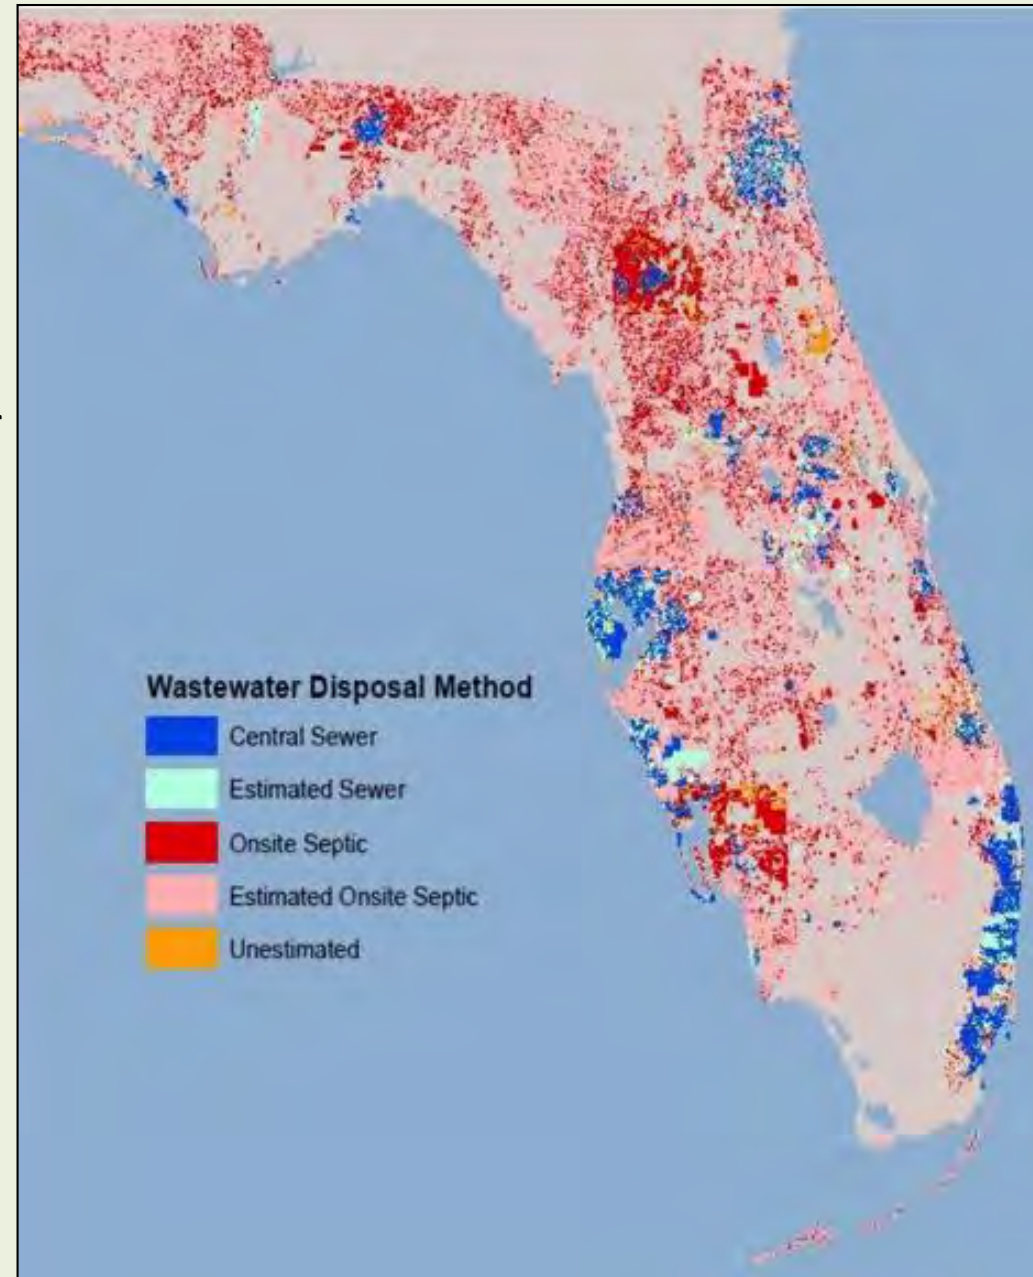 Wastewater Disposal Method
Central Sewer
Estimated Sewer
Onsite Septic
Estimated Onsite Septic
Unestimated